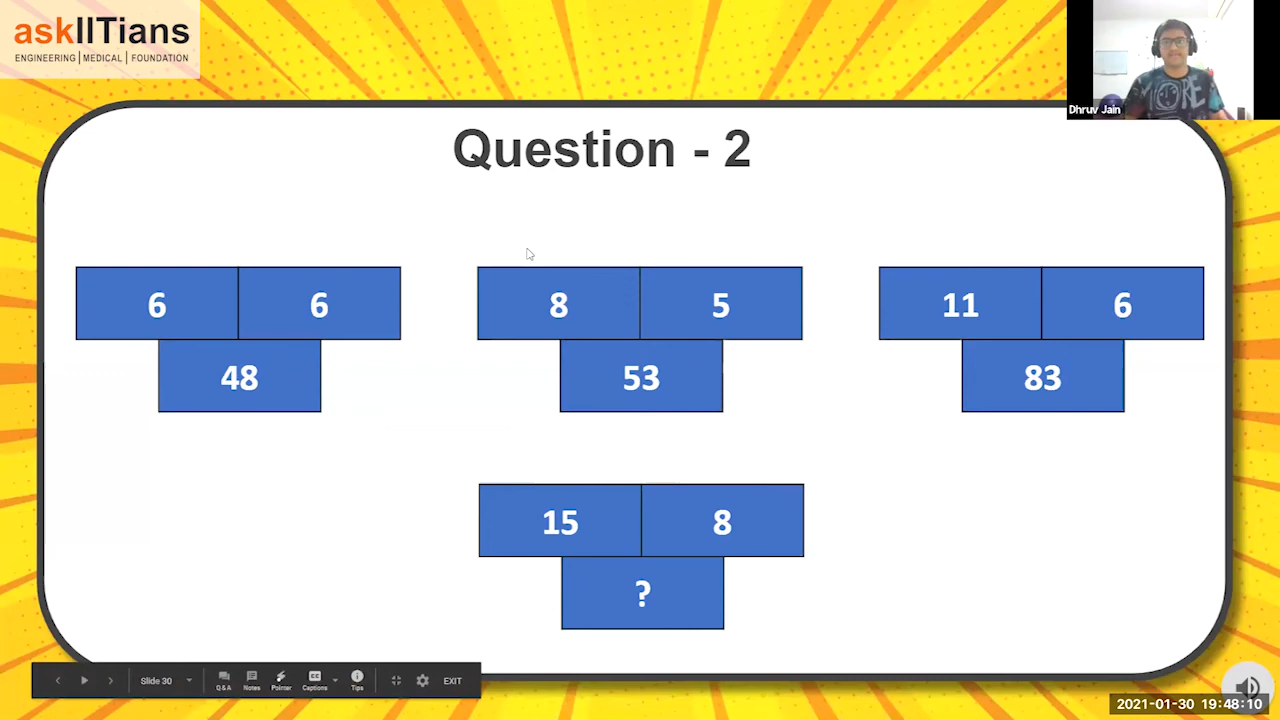 askIITians
ENGINEERING | MEDICAL | FOUNDATION
Dhruv Jain
MORE
Question - 2
6 6
48
8 5
53
11 6
83
15 8
?
Slide 30
Q&A Notes Pointer Captions Tips EXIT
2021-01-30 19:48:10